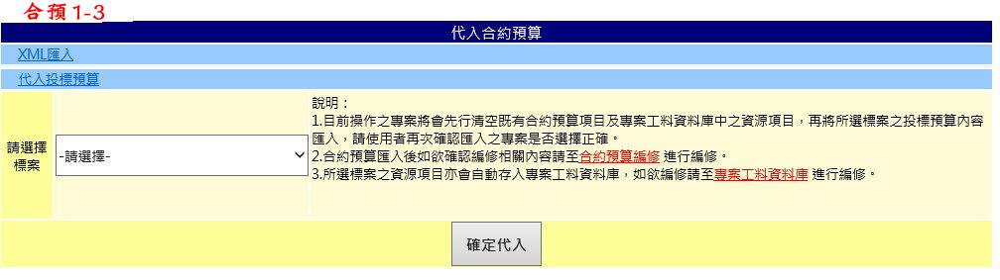 合預1-3
代入合約預算
XML匯入
代入投標預算
請選擇
標案
-請選擇-
說明：
1.目前操作之專案將會先行清空既有合約預算項目及專案工料資料庫中之資源項目，再將所選標案之投標預算內容
匯入，請使用者再次確認匯入之專案是否選擇正確。
2.合約預算匯入後如欲確認編修相關內容請至合約預算編修 進行編修。
3.所選標案之資源項目亦會自動存入專案工料資料庫，如欲編修請至專案工料資料庫 進行編修。
確定代入